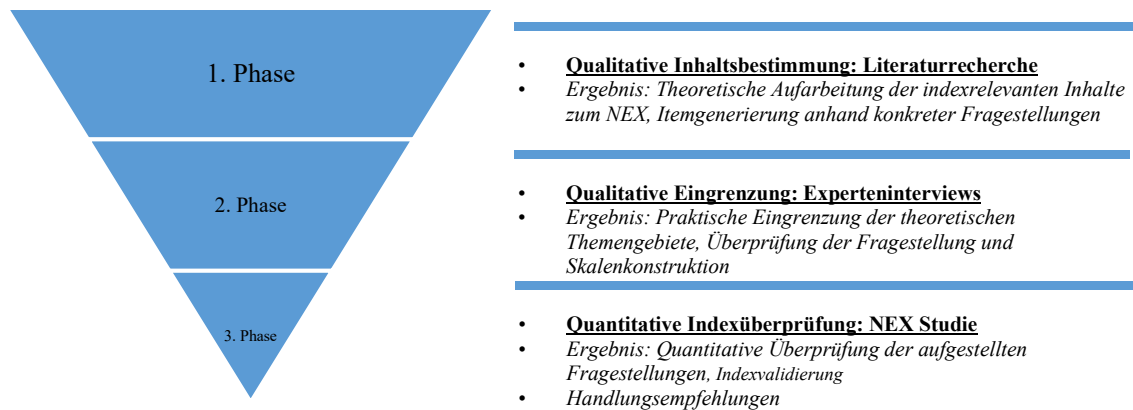 1. Phase
• Qualitative Inhaltsbestimmung: Literaturrecherche
• Ergebnis: Theoretische Aufarbeitung der indexrelevanten Inhalte
zum NEX, Itemgenerierung anhand konkreter Fragestellungen
2. Phase
• Qualitative Eingrenzung: Experteninterviews
• Ergebnis: Praktische Eingrenzung der theoretischen
Themengebiete, Überprüfung der Fragestellung und
Skalenkonstruktion
3. Phase
• Quantitative Indexüberprüfung: NEX Studie
• Ergebnis: Quantitative Überprüfung der aufgestellten
Fragestellungen, Indexvalidierung
• Handlungsempfehlungen